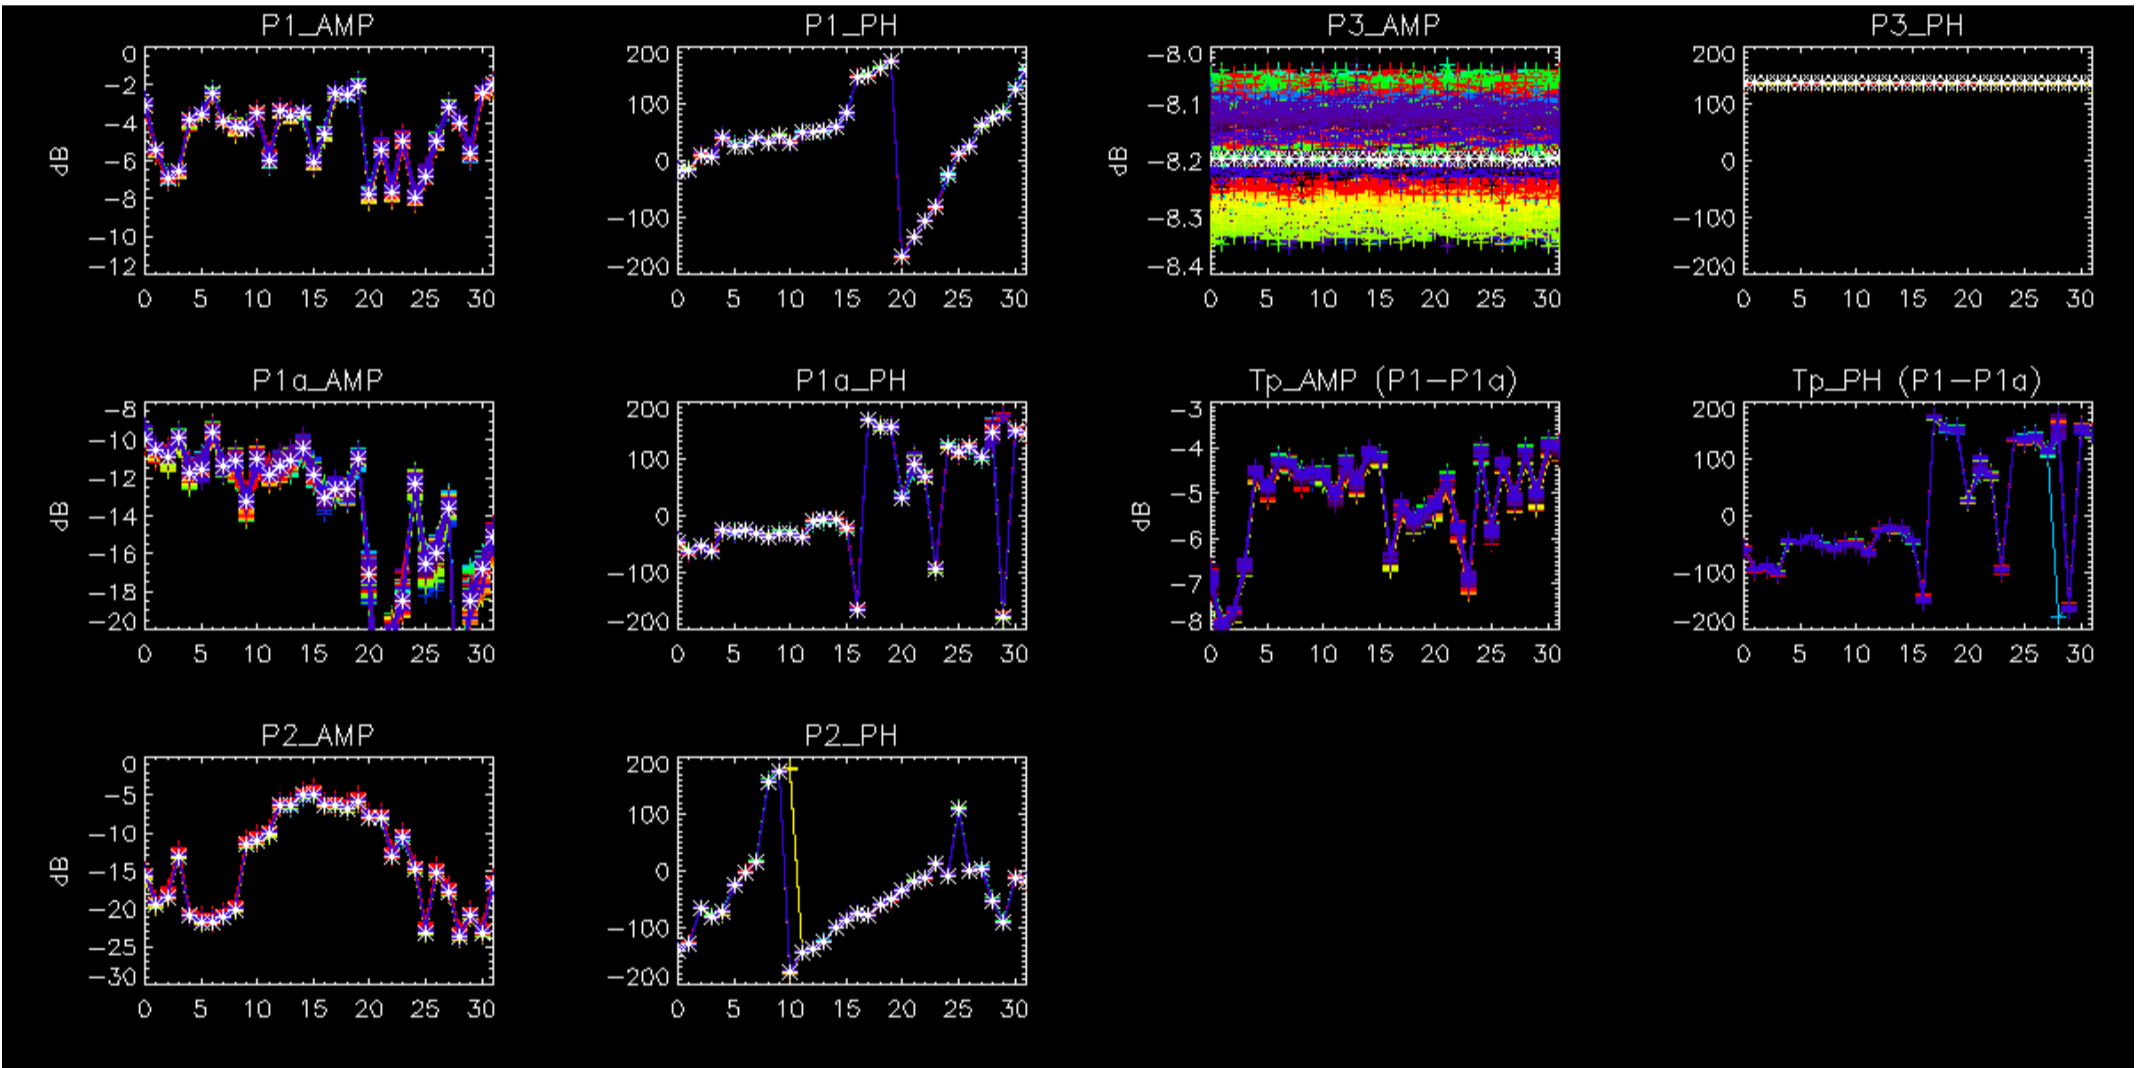 P1_AMP
0
-2
-4
-6
-8
-10
-12
dB
0 5 10 15 20 25 30
P1_PH
200
100
0
-100
-200
0 5 10 15 20 25 30
P3_AMP
-8.0
-8.1
-8.2
-8.3
-8.4
dB
0 5 10 15 20 25 30
P3_PH
200
100
0
-100
-200
0 5 10 15 20 25 30
P1a_AMP
-8
-10
-12
-14
-16
-18
-20
dB
0 5 10 15 20 25 30
P1a_PH
200
100
0
-100
-200
0 5 10 15 20 25 30
Tp_AMP (P1-P1a)
-3
-4
-5
-6
-7
-8
dB
0 5 10 15 20 25 30
Tp_PH (P1-P1a)
200
100
0
-100
-200
0 5 10 15 20 25 30
P2_AMP
0
-5
-10
-15
-20
-25
-30
dB
0 5 10 15 20 25 30
P2_PH
200
100
0
-100
-200
0 5 10 15 20 25 30